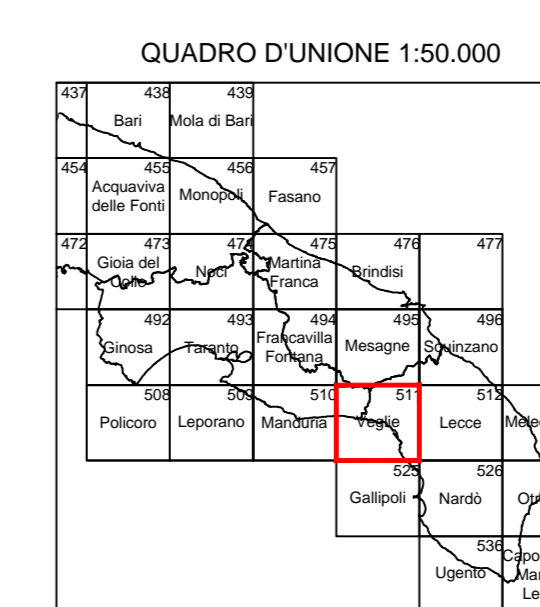 QUADRO D'UNIONE 1:50.000
437 438 439
Bari Mola di Bari
454 455 456 457
Acquaviva
delle Fonti Monopoli Fasano
472 473 474 475 476 477
Gioia del
Colle Noci Martina
Franca Brindisi
492 493 494 495 496
Ginosa Taranto Francavilla
Fontana Mesagne Squinzano
508 509 510 511 512
Policoro Leporano Manduria Veglie Lecce
525 526
Gallipoli Nardò
536
Ugento